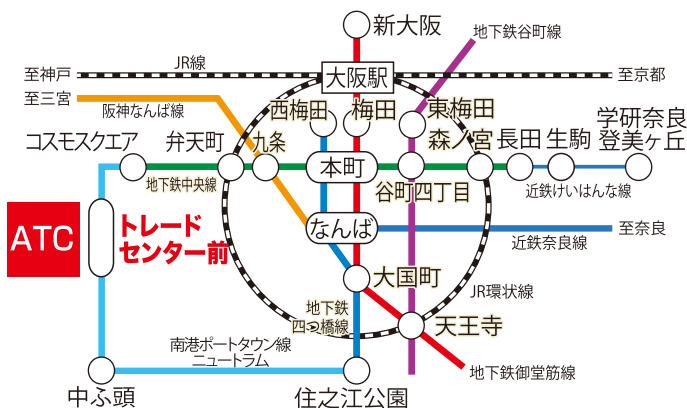 新大阪
地下鉄谷町線
JR線
至神戸
大阪駅
至京都
至三宮
阪神なんば線
西梅田
梅田
東梅田
学研奈良
登美ヶ丘
コスモスクエア
弁天町
九条
本町
森ノ宮
長田
生駒
地下鉄中央線
谷町四丁目
近鉄けいはんな線
ATC
トレード
センター前
なんば
至奈良
近鉄奈良線
大国町
JR環状線
地下鉄
四つ橋線
天王寺
南港ポートタウン線
ニュートラム
地下鉄御堂筋線
中ふ頭
住之江公園